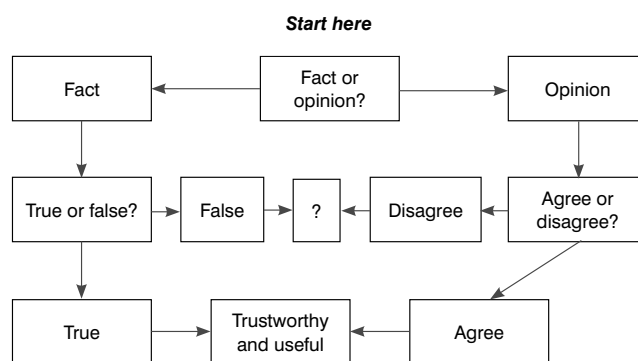 Start here
Fact
Fact or
opinion?
Opinion
True or false?
False
?
Disagree
Agree or
disagree?
True
Trustworthy
and useful
Agree